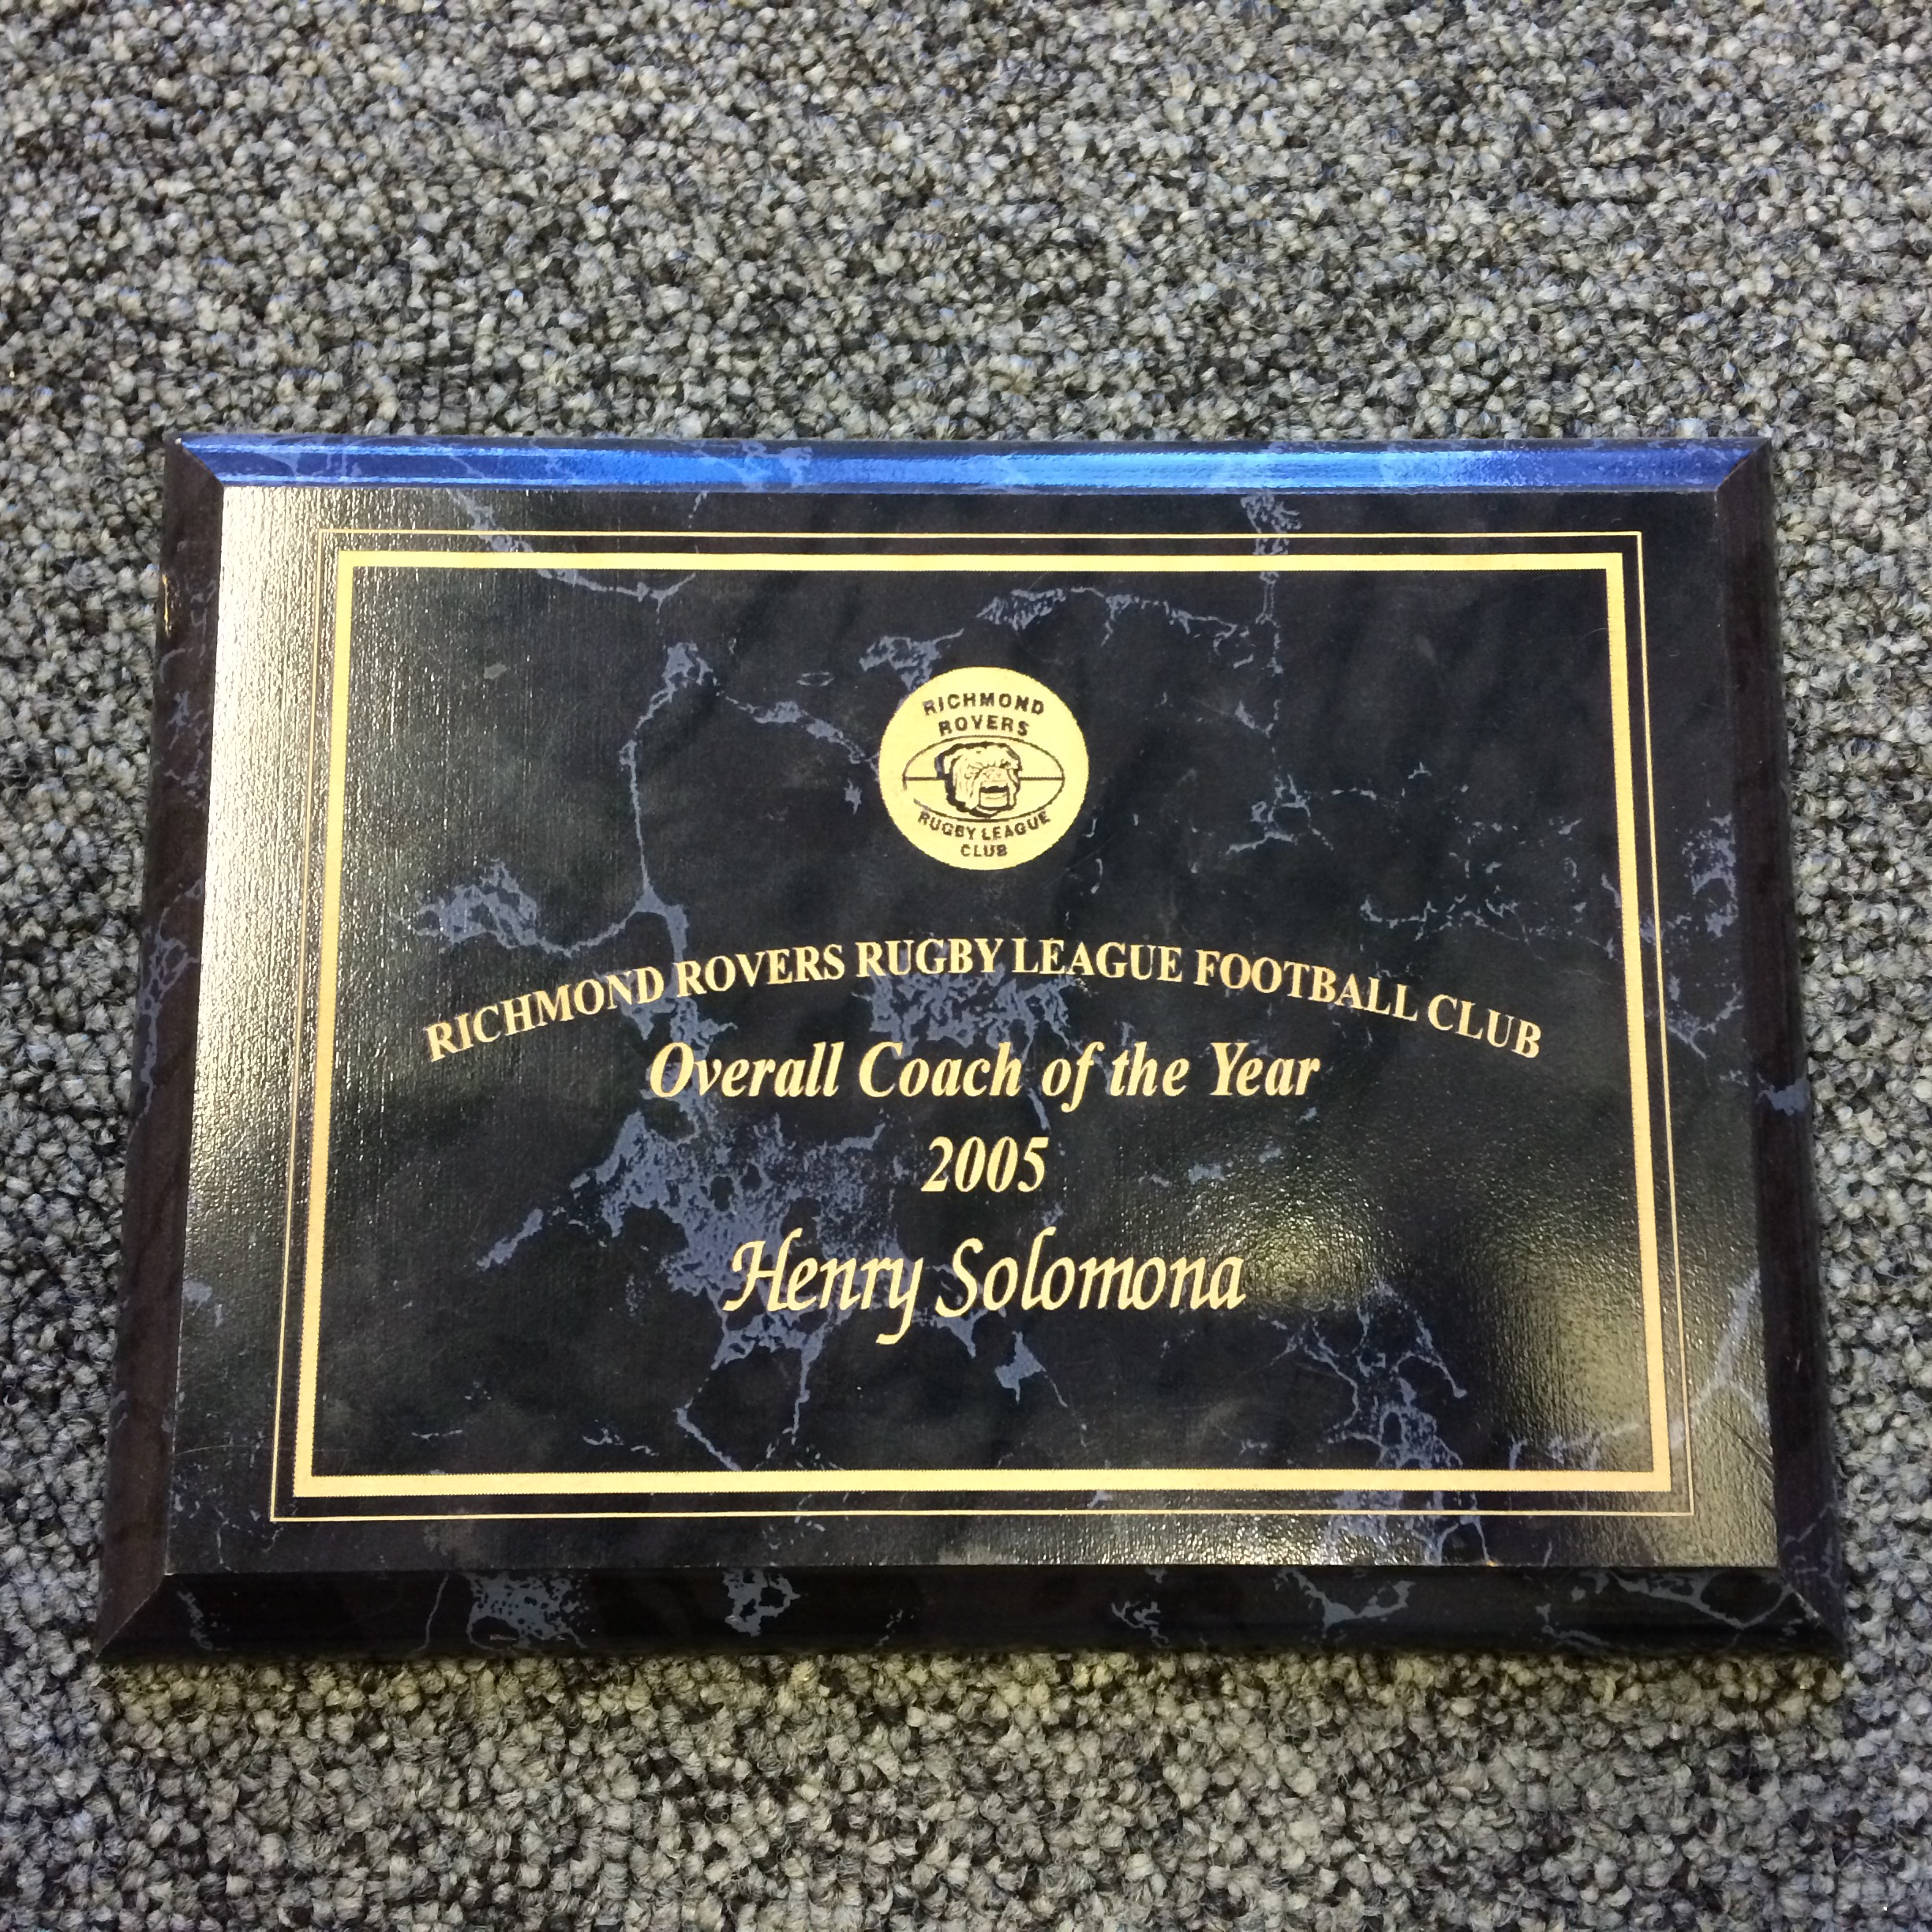 RICHMOND
ROVERS
RUGBY LEAGUE
CLUB
RICHMOND ROVERS RUGBY LEAGUE FOOTBALL CLUB
Overall Coach of the Year
2005
Henry Solomona